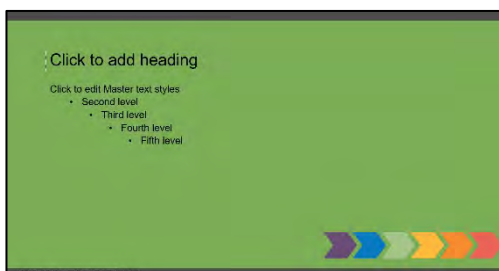 Click to add heading
Click to edit Master text styles
• Second level
• Third level
• Fourth level
• Fifth level